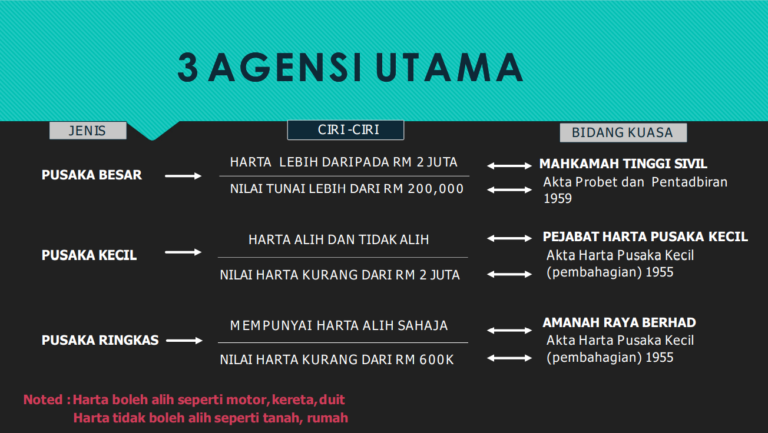 3 AGENSI UTAMA
JENIS
CIRI-CIRI
BIDANG KUASA
PUSAKA BESAR
HARTA LEBIH DARIPADA RM 2 JUTA
NILAI TUNAI LEBIH DARI RM 200,000
MAHKAMAH TINGGI SIVIL
Akta Probet dan Pentadbiran
1959
PUSAKA KECIL
HARTA ALIH DAN TIDAK ALIH
NILAI HARTA KURANG DARI RM 2 JUTA
PEJABAT HARTA PUSAKA KECIL
Akta Harta Pusaka Kecil
(pembahagian) 1955
PUSAKA RINGKAS
MEMPUNYAI HARTA ALIH SAHAJA
NILAI HARTA KURANG DARI RM 600K
AMANAH RAYA BERHAD
Akta Harta Pusaka Kecil
(pembahagian) 1955
Noted : Harta boleh alih seperti motor, kereta, duit
Harta tidak boleh alih seperti tanah, rumah